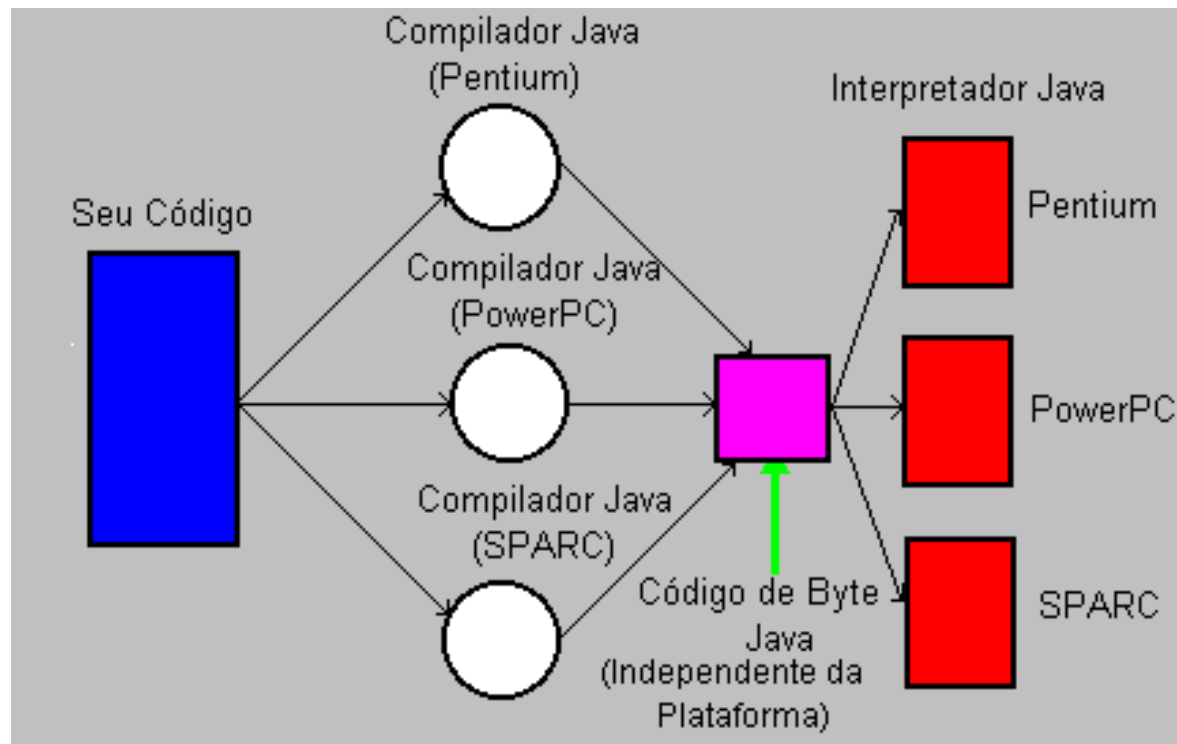 Compilador Java
(Pentium)
Interpretador Java
Seu Código
Pentium
Compilador Java
(PowerPC)
PowerPC
Compilador Java
(SPARC)
Código de Byte
Java
(Independente da
Plataforma)
SPARC